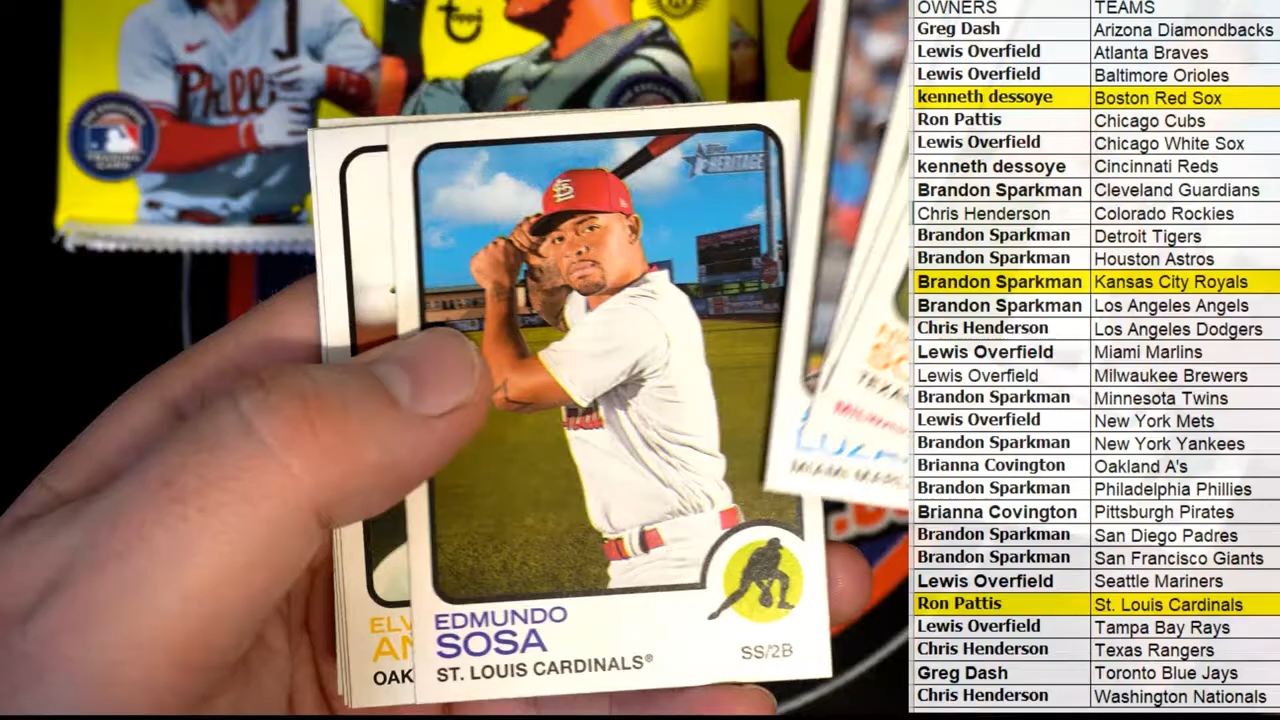 topps
Phill
TRADING
CARD
Topps
HERITAGE
EDMUNDO
SOSA
ST. LOUIS CARDINALS®
SS/2B
ELV
AN
OAK
MIAMI
OWNERS TEAMS
Greg Dash Arizona Diamondbacks
Lewis Overfield Atlanta Braves
Lewis Overfield Baltimore Orioles
kenneth dessoye Boston Red Sox
Ron Pattis Chicago Cubs
Lewis Overfield Chicago White Sox
kenneth dessoye Cincinnati Reds
Brandon Sparkman Cleveland Guardians
Chris Henderson Colorado Rockies
Brandon Sparkman Detroit Tigers
Brandon Sparkman Houston Astros
Brandon Sparkman Kansas City Royals
Brandon Sparkman Los Angeles Angels
Chris Henderson Los Angeles Dodgers
Lewis Overfield Miami Marlins
Lewis Overfield Milwaukee Brewers
Brandon Sparkman Minnesota Twins
Lewis Overfield New York Mets
Brandon Sparkman New York Yankees
Brianna Covington Oakland A's
Brandon Sparkman Philadelphia Phillies
Brianna Covington Pittsburgh Pirates
Brandon Sparkman San Diego Padres
Brandon Sparkman San Francisco Giants
Lewis Overfield Seattle Mariners
Ron Pattis St. Louis Cardinals
Lewis Overfield Tampa Bay Rays
Chris Henderson Texas Rangers
Greg Dash Toronto Blue Jays
Chris Henderson Washington Nationals